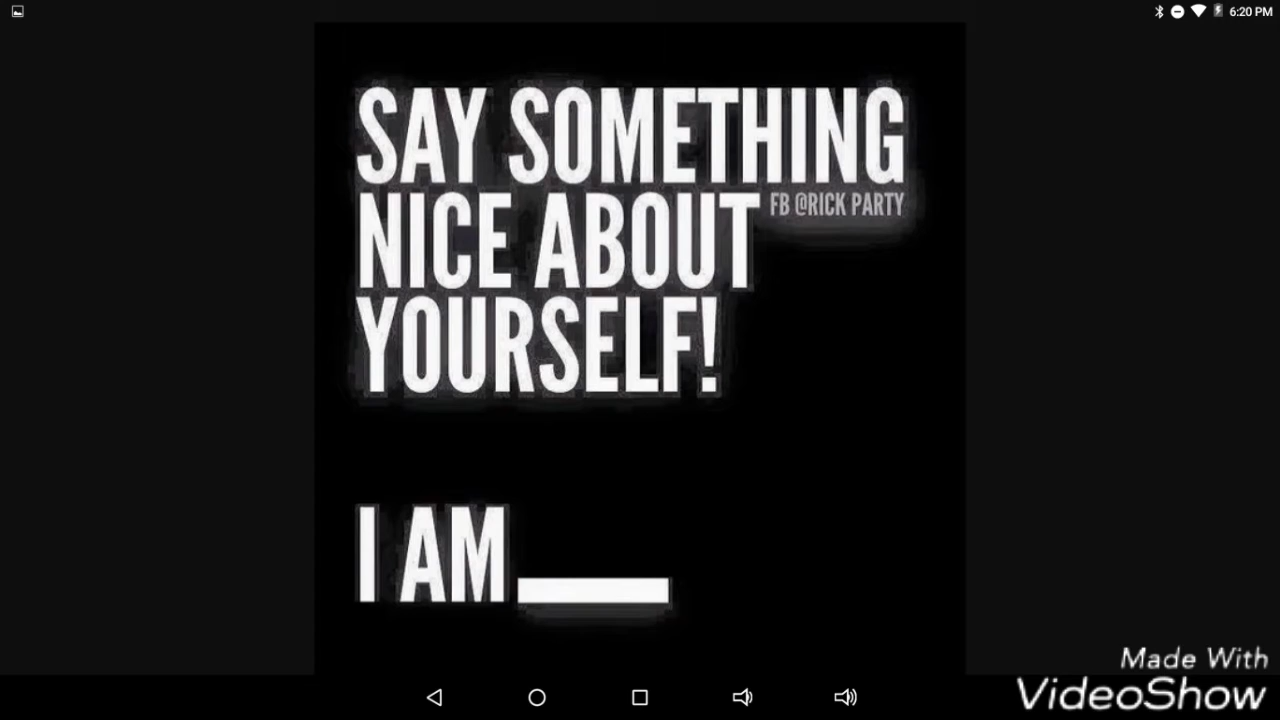 6:20 PM
SAY SOMETHING
NICE ABOUT
FB @RICK PARTY
YOURSELF!
I AM
Made With
VideoShow